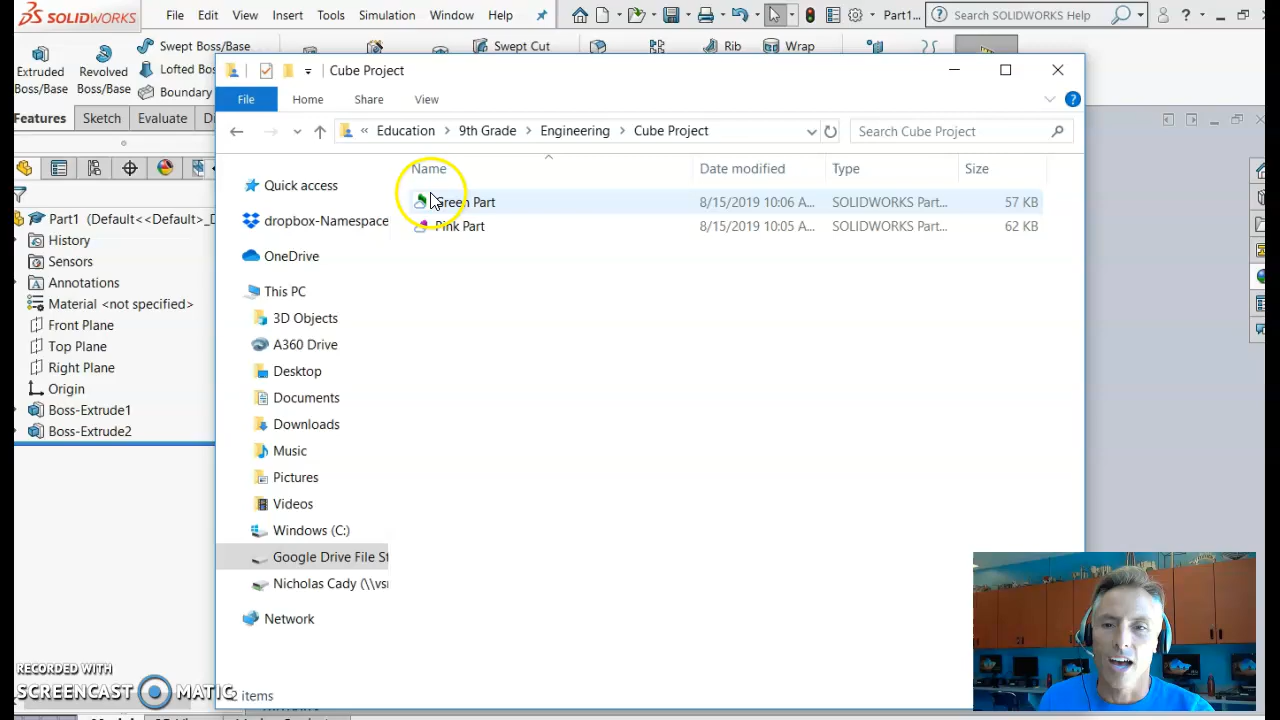 SOLIDWORKS File Edit View Insert Tools Simulation Window Help Part1... Search SOLIDWORKS Help
Extruded Boss/Base
Revolved Boss/Base
Swept Boss/Base
Lofted Bos
Boundary
Swept Cut
Rib
Wrap
Features Sketch Evaluate D
Part1 (Default<<Default>_D
History
Sensors
Annotations
Material <not specified>
Front Plane
Top Plane
Right Plane
Origin
Boss-Extrude1
Boss-Extrude2
Cube Project
File Home Share View
« Education > 9th Grade > Engineering > Cube Project
Search Cube Project
Name Date modified Type Size
Green Part 8/15/2019 10:06 A... SOLIDWORKS Part... 57 KB
Pink Part 8/15/2019 10:05 A... SOLIDWORKS Part... 62 KB
Quick access
dropbox-Namespace
OneDrive
This PC
3D Objects
A360 Drive
Desktop
Documents
Downloads
Music
Pictures
Videos
Windows (C:)
Google Drive File St
Nicholas Cady (\\vsr
Network
2 items
RECORDED WITH
SCREENCAST MATIC